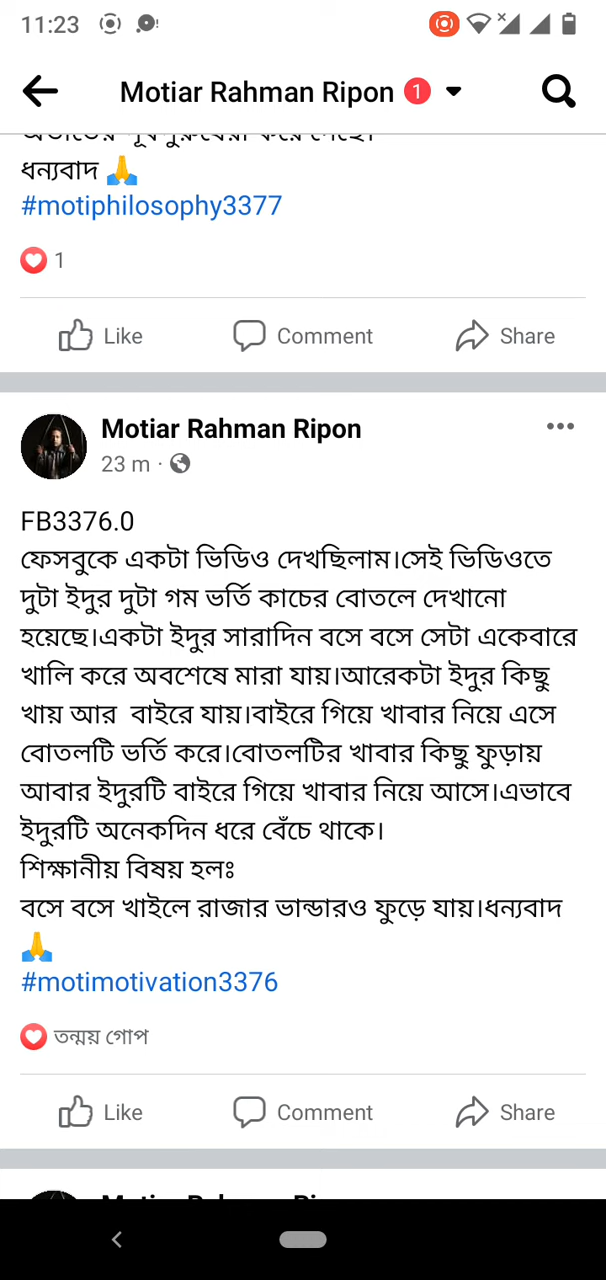 11:23
Motiar Rahman Ripon 1
ধন্যবাদ 🙏
#motiphilosophy3377
1
Like Comment Share
Motiar Rahman Ripon
23 m ·
FB3376.0
ফেসবুকে একটা ভিডিও দেখছিলাম।সেই ভিডিওতে
দুটা ইদুর দুটা গম ভর্তি কাচের বোতলে দেখানো
হয়েছে।একটা ইদুর সারাদিন বসে বসে সেটা একেবারে
খালি করে অবশেষে মারা যায়।আরেকটা ইদুর কিছু
খায় আর  বাইরে যায়।বাইরে গিয়ে খাবার নিয়ে এসে
বোতলটি ভর্তি করে।বোতলটির খাবার কিছু ফুড়ায়
আবার ইদুরটি বাইরে গিয়ে খাবার নিয়ে আসে।এভাবে
ইদুরটি অনেকদিন ধরে বেঁচে থাকে।
শিক্ষানীয় বিষয় হলঃ
বসে বসে খাইলে রাজার ভান্ডারও ফুড়ে যায়।ধন্যবাদ
🙏
#motimotivation3376
তন্ময় গোপ
Like Comment Share